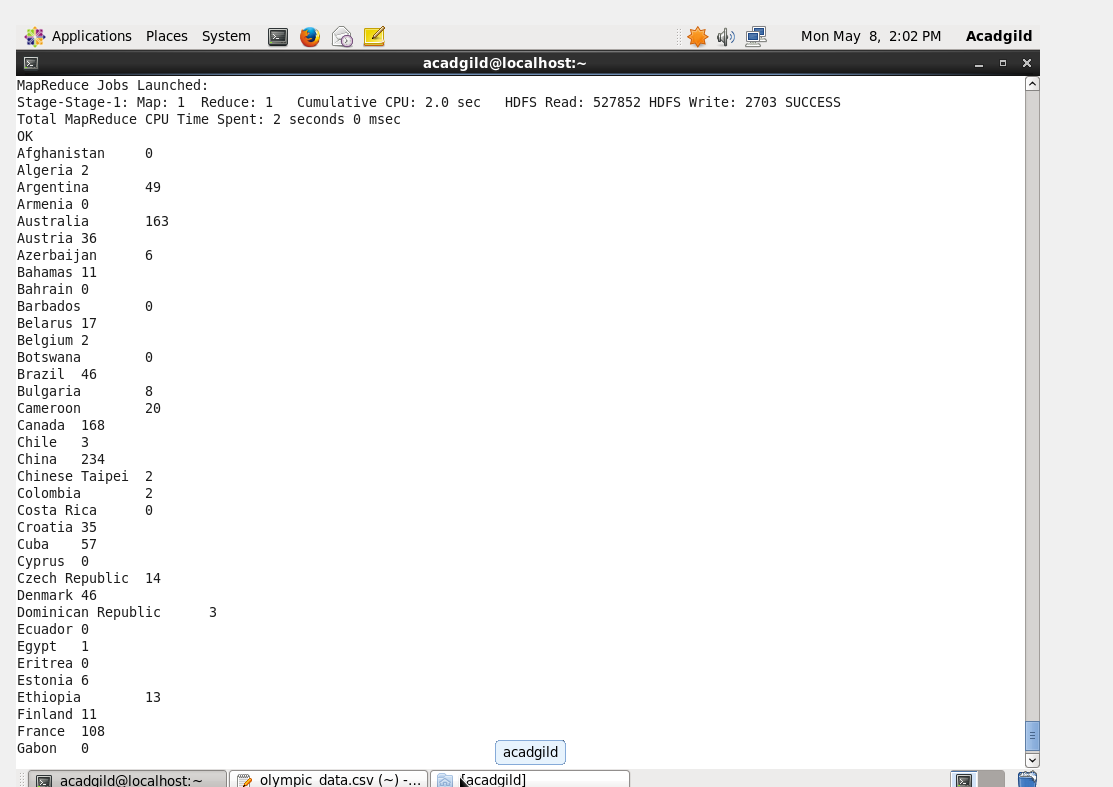 Applications Places System Mon May 8, 2:02 PM Acadgild
acadgild@localhost:~
MapReduce Jobs Launched:
Stage-Stage-1: Map: 1 Reduce: 1 Cumulative CPU: 2.0 sec HDFS Read: 527852 HDFS Write: 2703 SUCCESS
Total MapReduce CPU Time Spent: 2 seconds 0 msec
OK
Afghanistan 0
Algeria 2
Argentina 49
Armenia 0
Australia 163
Austria 36
Azerbaijan 6
Bahamas 11
Bahrain 0
Barbados 0
Belarus 17
Belgium 2
Botswana 0
Brazil 46
Bulgaria 8
Cameroon 20
Canada 168
Chile 3
China 234
Chinese Taipei 2
Colombia 2
Costa Rica 0
Croatia 35
Cuba 57
Cyprus 0
Czech Republic 14
Denmark 46
Dominican Republic 3
Ecuador 0
Egypt 1
Eritrea 0
Estonia 6
Ethiopia 13
Finland 11
France 108
Gabon 0
acadgild
acadgild@localhost:~ olympic_data.csv (~) -... [acadgild]